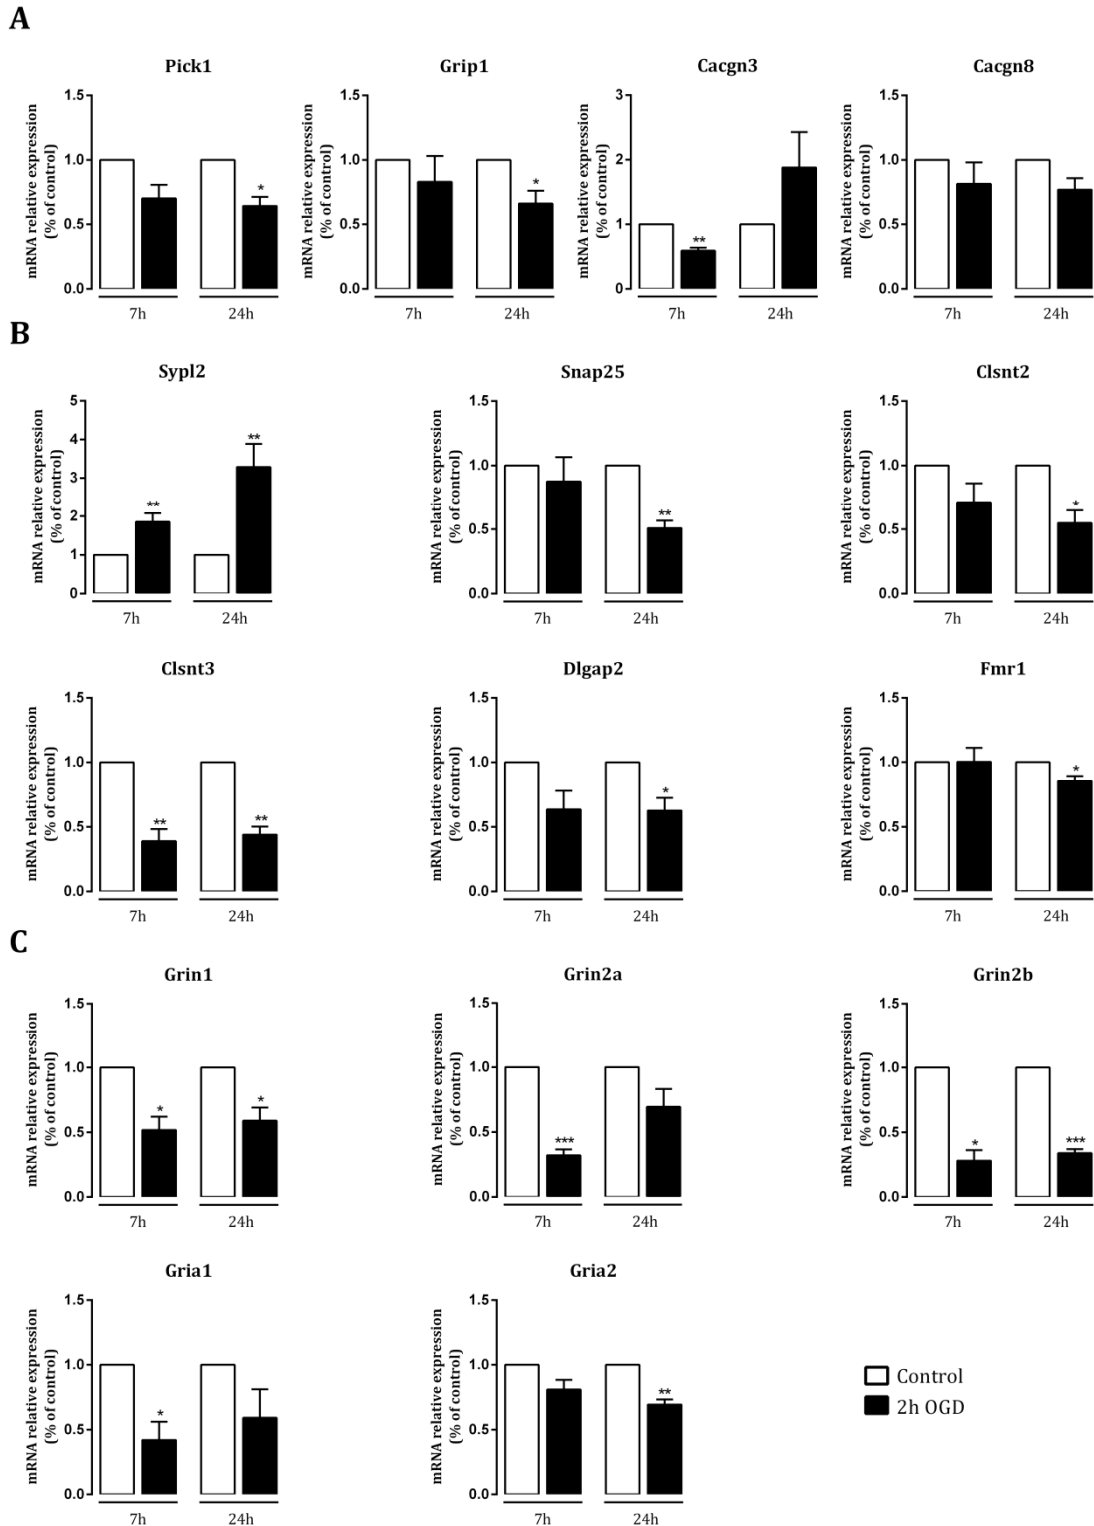 A
Pick1
mRNA relative expression
(% of control)
1.5
1.0
0.5
0.0
*
7h
24h
Grip1
mRNA relative expression
(% of control)
1.5
1.0
0.5
0.0
*
7h
24h
Cacgn3
mRNA relative expression
(% of control)
3
2
1
0
**
7h
24h
Cacgn8
mRNA relative expression
(% of control)
1.5
1.0
0.5
0.0
7h
24h
B
Sypl2
mRNA relative expression
(% of control)
5
4
3
2
1
0
**
**
7h
24h
Snap25
mRNA relative expression
(% of control)
1.5
1.0
0.5
0.0
**
7h
24h
Clsnt2
mRNA relative expression
(% of control)
1.5
1.0
0.5
0.0
*
7h
24h
Clsnt3
mRNA relative expression
(% of control)
1.5
1.0
0.5
0.0
**
**
7h
24h
Dlgap2
mRNA relative expression
(% of control)
1.5
1.0
0.5
0.0
*
7h
24h
Fmr1
mRNA relative expression
(% of control)
1.5
1.0
0.5
0.0
*
7h
24h
C
Grin1
mRNA relative expression
(% of control)
1.5
1.0
0.5
0.0
*
*
7h
24h
Grin2a
mRNA relative expression
(% of control)
1.5
1.0
0.5
0.0
***
7h
24h
Grin2b
mRNA relative expression
(% of control)
1.5
1.0
0.5
0.0
*
***
7h
24h
Gria1
mRNA relative expression
(% of control)
1.5
1.0
0.5
0.0
*
7h
24h
Gria2
mRNA relative expression
(% of control)
1.5
1.0
0.5
0.0
**
7h
24h
Control
2h OGD